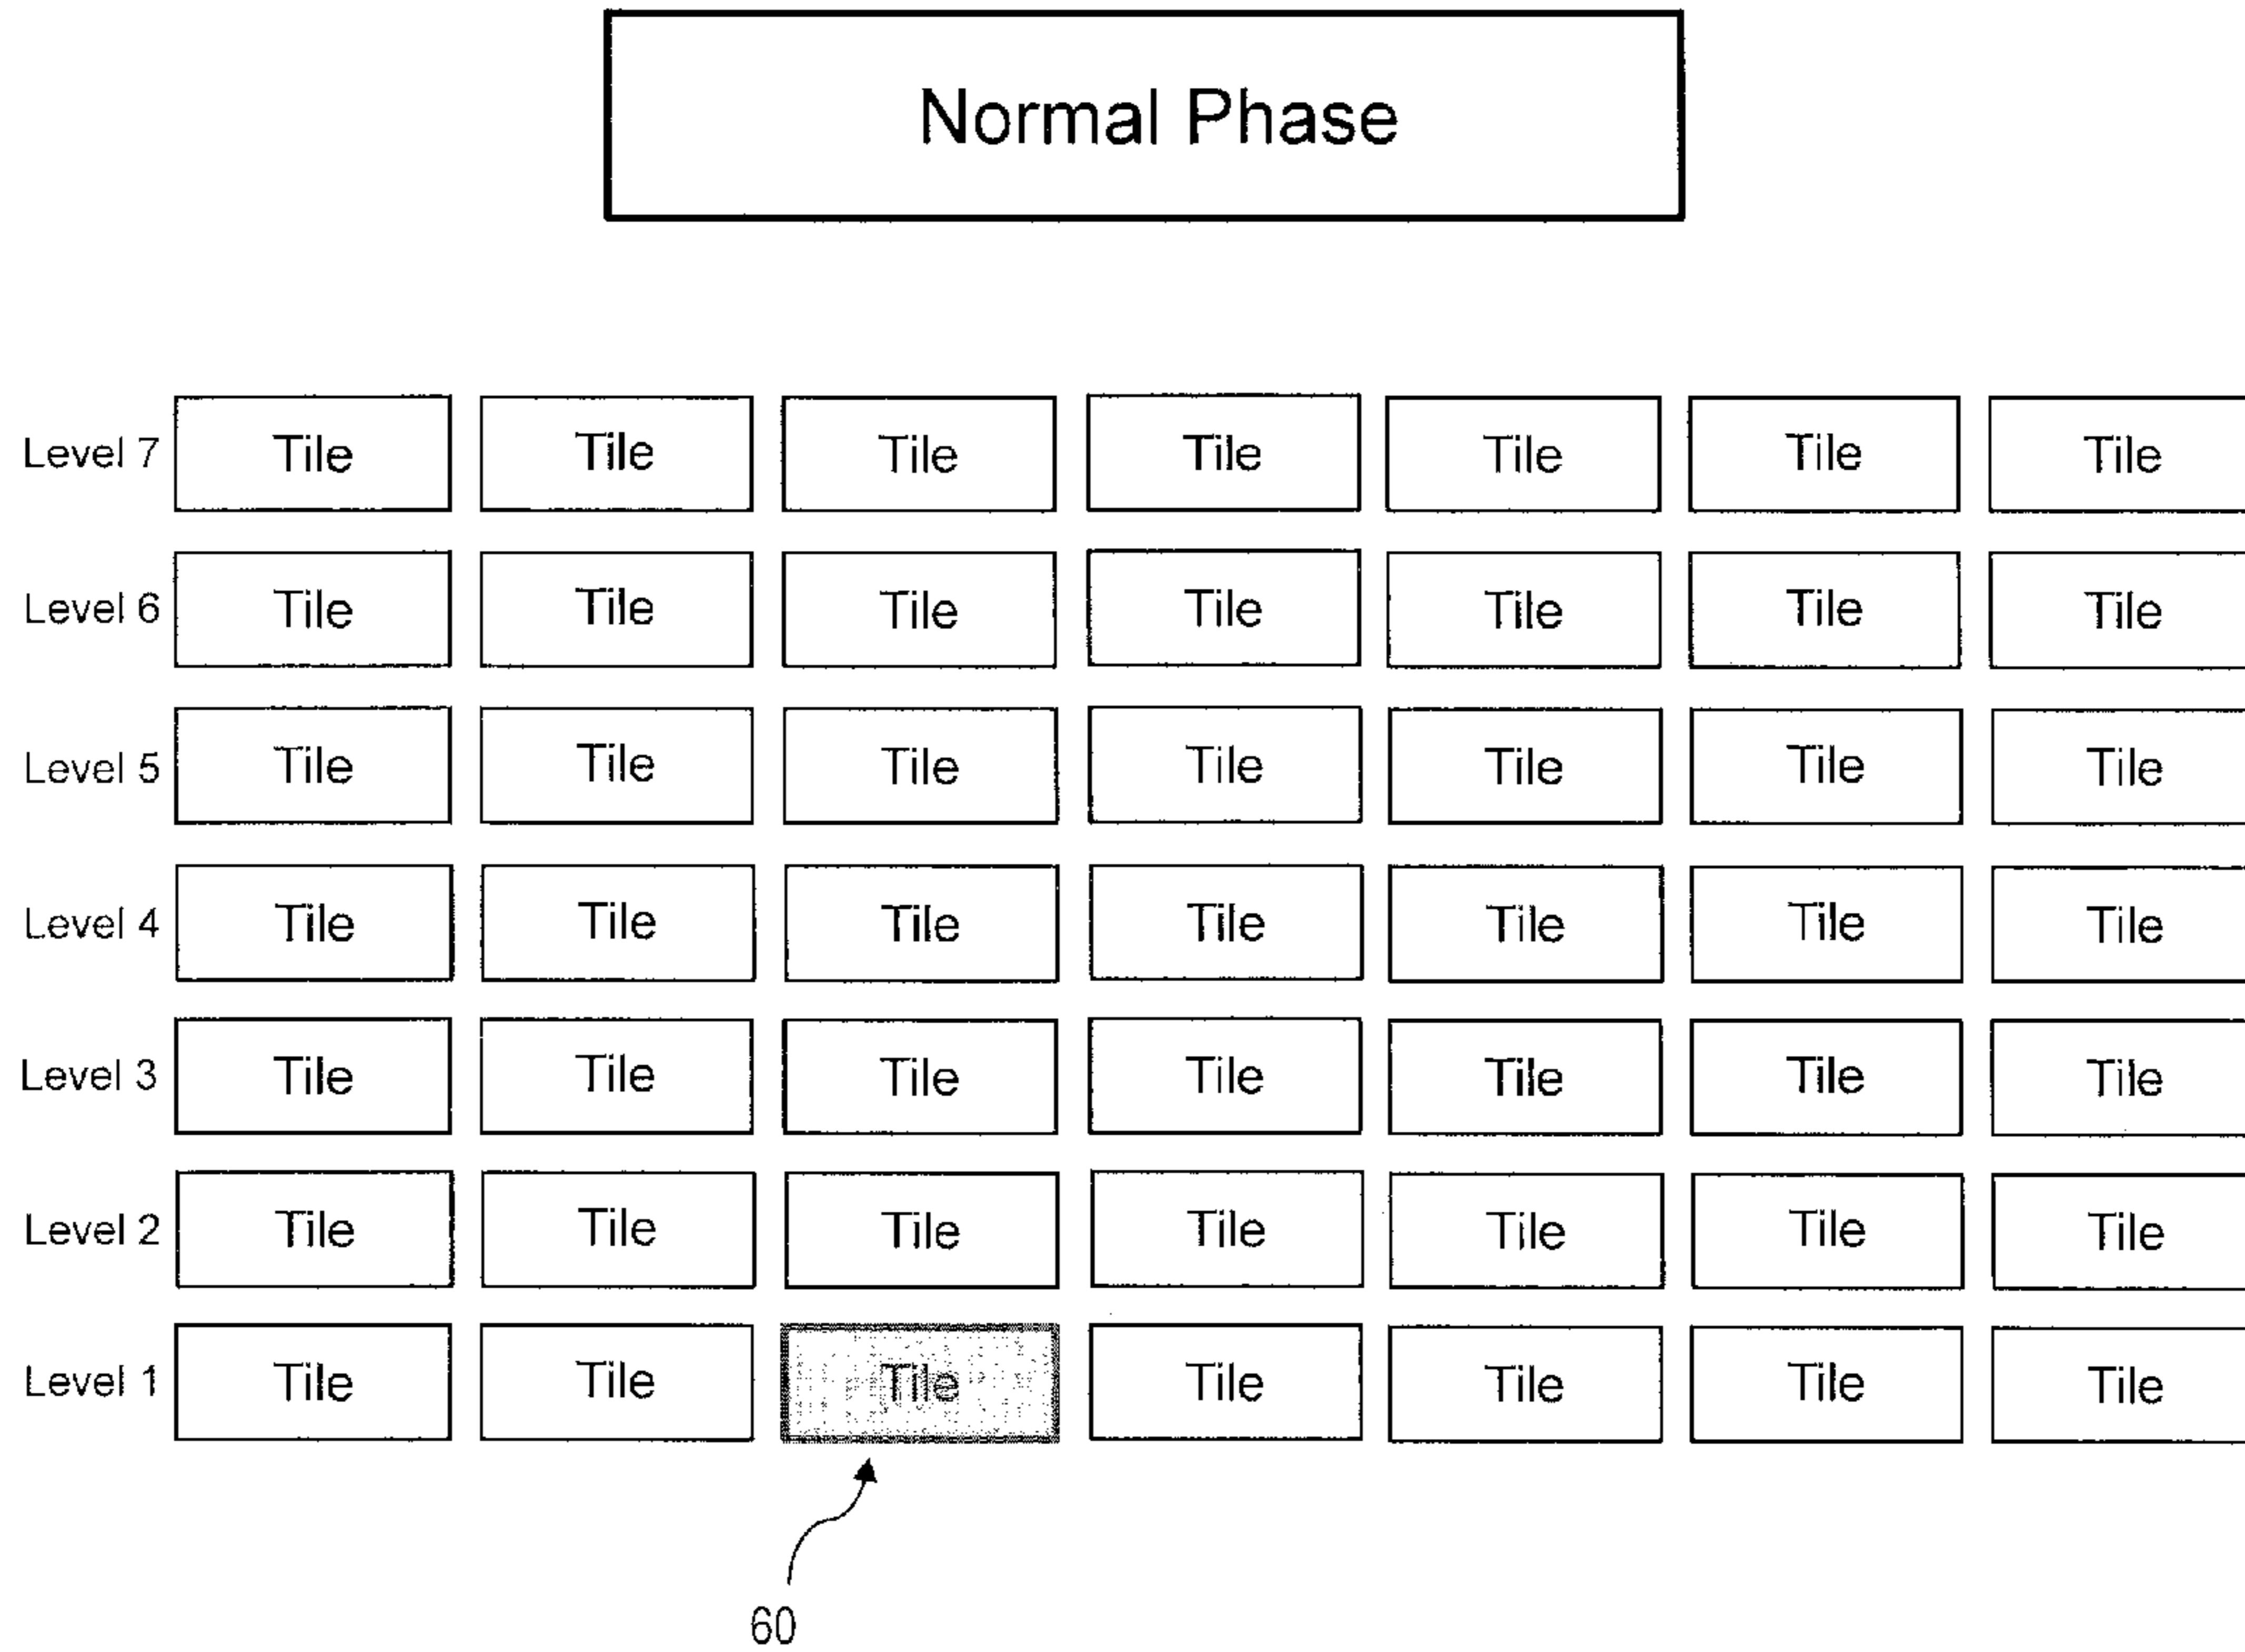 Normal Phase
Level 7 Tile Tile Tile Tile Tile Tile Tile
Level 6 Tile Tile Tile Tile Tile Tile Tile
Level 5 Tile Tile Tile Tile Tile Tile Tile
Level 4 Tile Tile Tile Tile Tile Tile Tile
Level 3 Tile Tile Tile Tile Tile Tile Tile
Level 2 Tile Tile Tile Tile Tile Tile Tile
Level 1 Tile Tile Tile Tile Tile Tile Tile
60